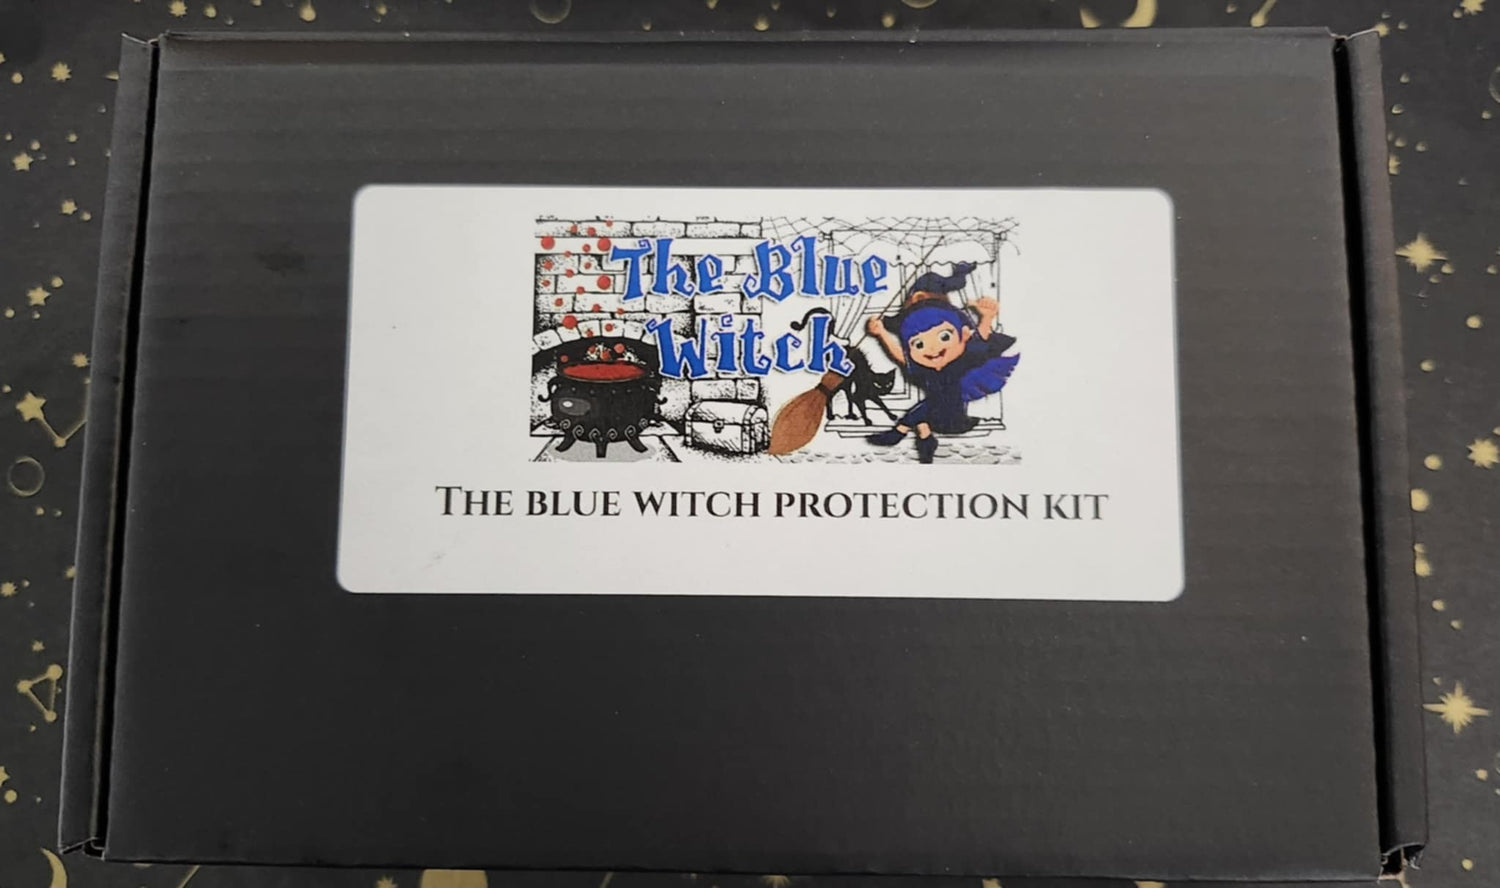 The Blue
Witch
THE BLUE WITCH PROTECTION KIT